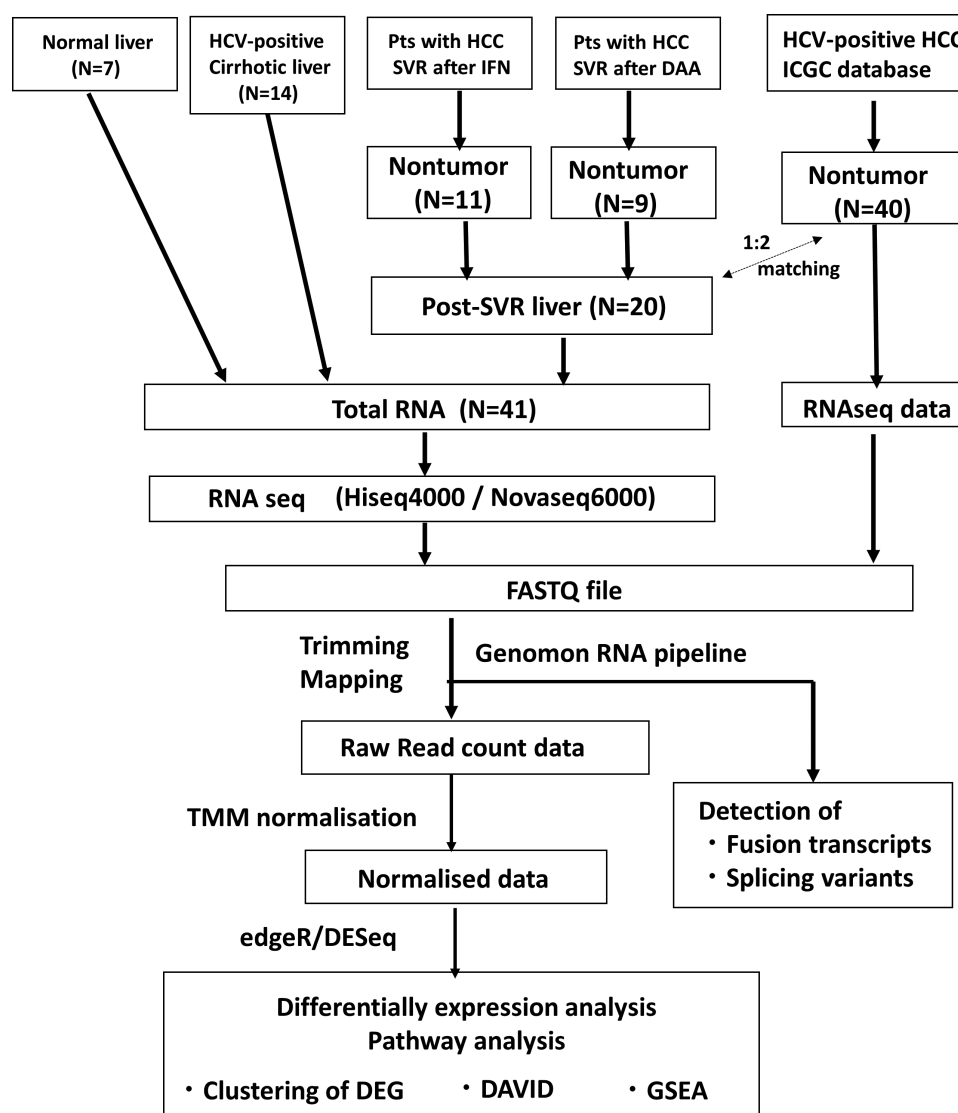 Normal liver
(N=7)
HCV-positive
Cirrhotic liver
(N=14)
Pts with HCC
SVR after IFN
Pts with HCC
SVR after DAA
HCV-positive HCC
ICGC database
Nontumor
(N=11)
Nontumor
(N=9)
Nontumor
(N=40)
1:2
matching
Post-SVR liver (N=20)
Total RNA (N=41)
RNAseq data
RNA seq (Hiseq4000 / Novaseq6000)
FASTQ file
Trimming
Mapping
Genomon RNA pipeline
Raw Read count data
TMM normalisation
Detection of
・Fusion transcripts
・Splicing variants
Normalised data
edgeR/DESeq
Differentially expression analysis
Pathway analysis
・Clustering of DEG ・DAVID ・GSEA